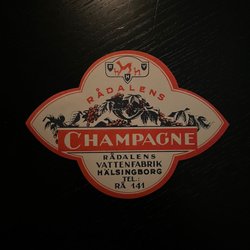 RÅDALENS
CHAMPAGNE
RÅDALENS
VATTENFABRIK
HÄLSINGBORG
TEL:
RÅ 141